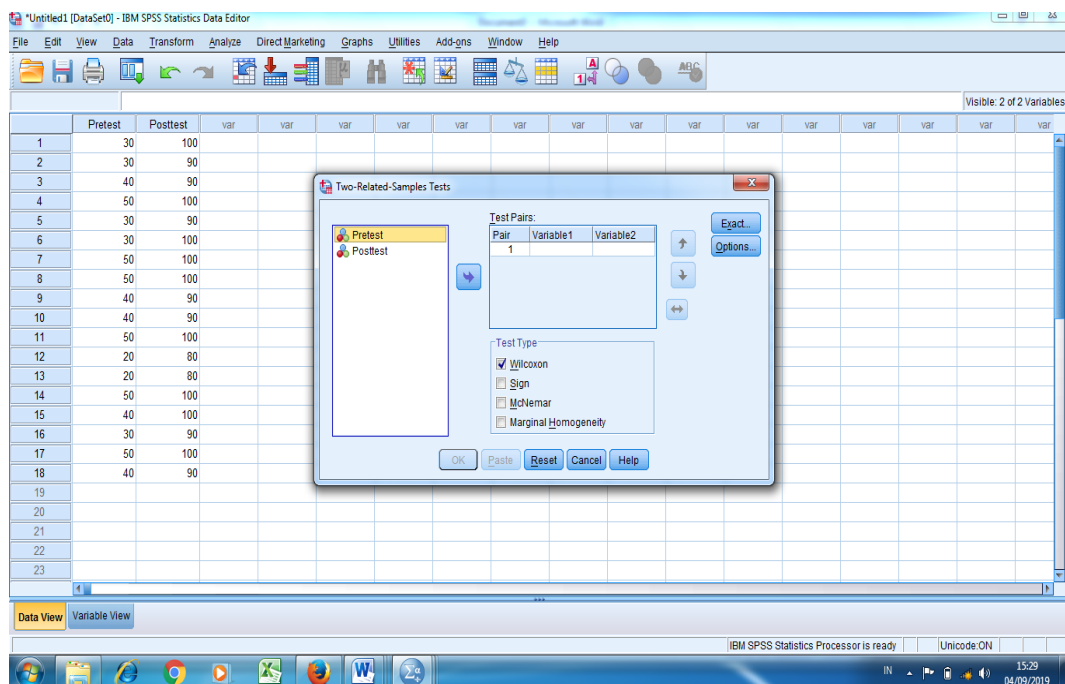 *Untitled1 [DataSet0] - IBM SPSS Statistics Data Editor
File Edit View Data Transform Analyze Direct Marketing Graphs Utilities Add-ons Window Help
Visible: 2 of 2 Variables
Pretest Posttest var var var var var var var var var var var var var var var
1 30 100
2 30 90
3 40 90
4 50 100
5 30 90
6 30 100
7 50 100
8 50 100
9 40 90
10 40 90
11 50 100
12 20 80
13 20 80
14 50 100
15 40 100
16 30 90
17 50 100
18 40 90
19
20
21
22
23
Two-Related-Samples Tests
Pretest
Posttest
Test Pairs:
Pair Variable1 Variable2
1
Exact...
Options...
Test Type
Wilcoxon
Sign
McNemar
Marginal Homogeneity
OK Paste Reset Cancel Help
Data View Variable View
IBM SPSS Statistics Processor is ready Unicode:ON
IN 15:29
04/09/2019